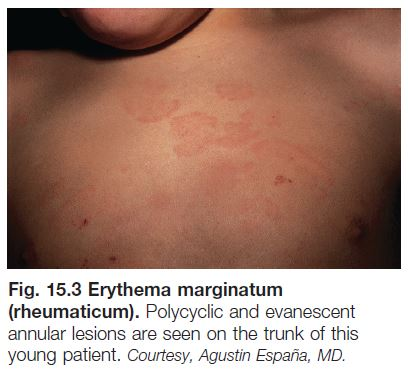 Fig. 15.3 Erythema marginatum
(rheumaticum). Polycyclic and evanescent
annular lesions are seen on the trunk of this
young patient. Courtesy, Agustin España, MD.